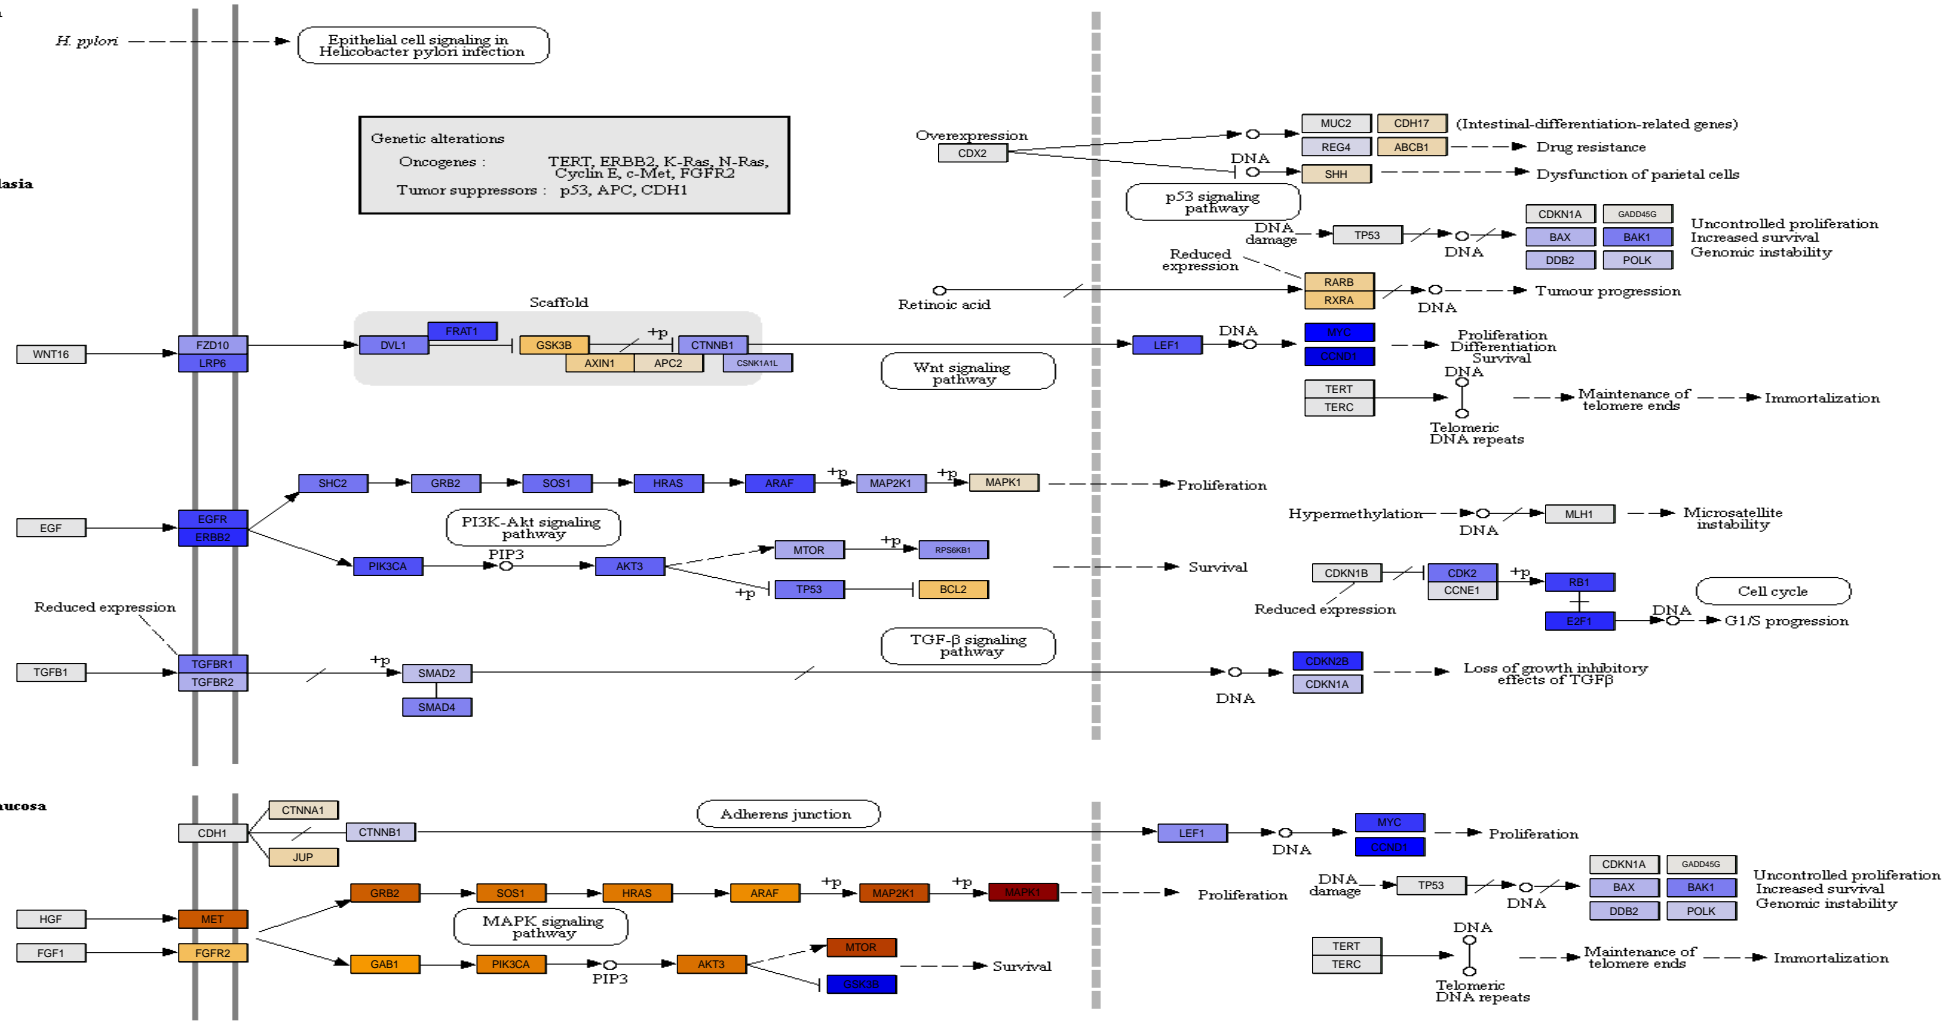 H. pylori
Epithelial cell signaling in
Helicobacter pylori infection
Genetic alterations
Oncogenes : TERT, ERBB2, K-Ras, N-Ras,
Cyclin E, c-Met, FGFR2
Tumor suppressors : p53, APC, CDH1
Overexpression
CDX2
DNA
MUC2 CDH17 (Intestinal-differentiation-related genes)
REG4 ABCB1 Drug resistance
SHH Dysfunction of parietal cells
lasia
p53 signaling
pathway
DNA
damage
TP53
DNA
CDKN1A GADD45G
BAX BAK1
DDB2 POLK
Uncontrolled proliferation
Increased survival
Genomic instability
Reduced
expression
Retinoic acid
RARB
RXRA
DNA
Tumour progression
Scaffold
WNT16
FZD10
LRP6
DVL1
FRAT1
GSK3B
+p
CTNNB1
AXIN1
APC2
CSNK1A1L
Wnt signaling
pathway
LEF1
DNA
MYC
CCND1
Proliferation
Differentiation
Survival
TERT
TERC
DNA
Telomeric
DNA repeats
Maintenance of
telomere ends
Immortalization
EGF
EGFR
ERBB2
SHC2
GRB2
SOS1
HRAS
ARAF
+p
MAP2K1
+p
MAPK1
Proliferation
PI3K-Akt signaling
pathway
PIK3CA
PIP3
AKT3
MTOR
+p
RPS6KB1
+p
TP53
BCL2
Survival
Hypermethylation
DNA
MLH1
Microsatellite
instability
CDKN1B
Reduced expression
CDK2
CCNE1
+p
RB1
E2F1
Cell cycle
DNA
G1/S progression
Reduced expression
TGFB1
TGFBR1
TGFBR2
+p
SMAD2
SMAD4
TGF-β signaling
pathway
DNA
CDKN2B
CDKN1A
Loss of growth inhibitory
effects of TGFβ
ucosa
CDH1
CTNNA1
CTNNB1
JUP
Adherens junction
LEF1
DNA
MYC
CCND1
Proliferation
HGF
FGF1
MET
FGFR2
GRB2
SOS1
HRAS
ARAF
+p
MAP2K1
+p
MAPK1
Proliferation
MAPK signaling
pathway
GAB1
PIK3CA
PIP3
AKT3
MTOR
GSK3B
Survival
DNA
damage
TP53
DNA
CDKN1A GADD45G
BAX BAK1
DDB2 POLK
Uncontrolled proliferation
Increased survival
Genomic instability
TERT
TERC
DNA
Telomeric
DNA repeats
Maintenance of
telomere ends
Immortalization